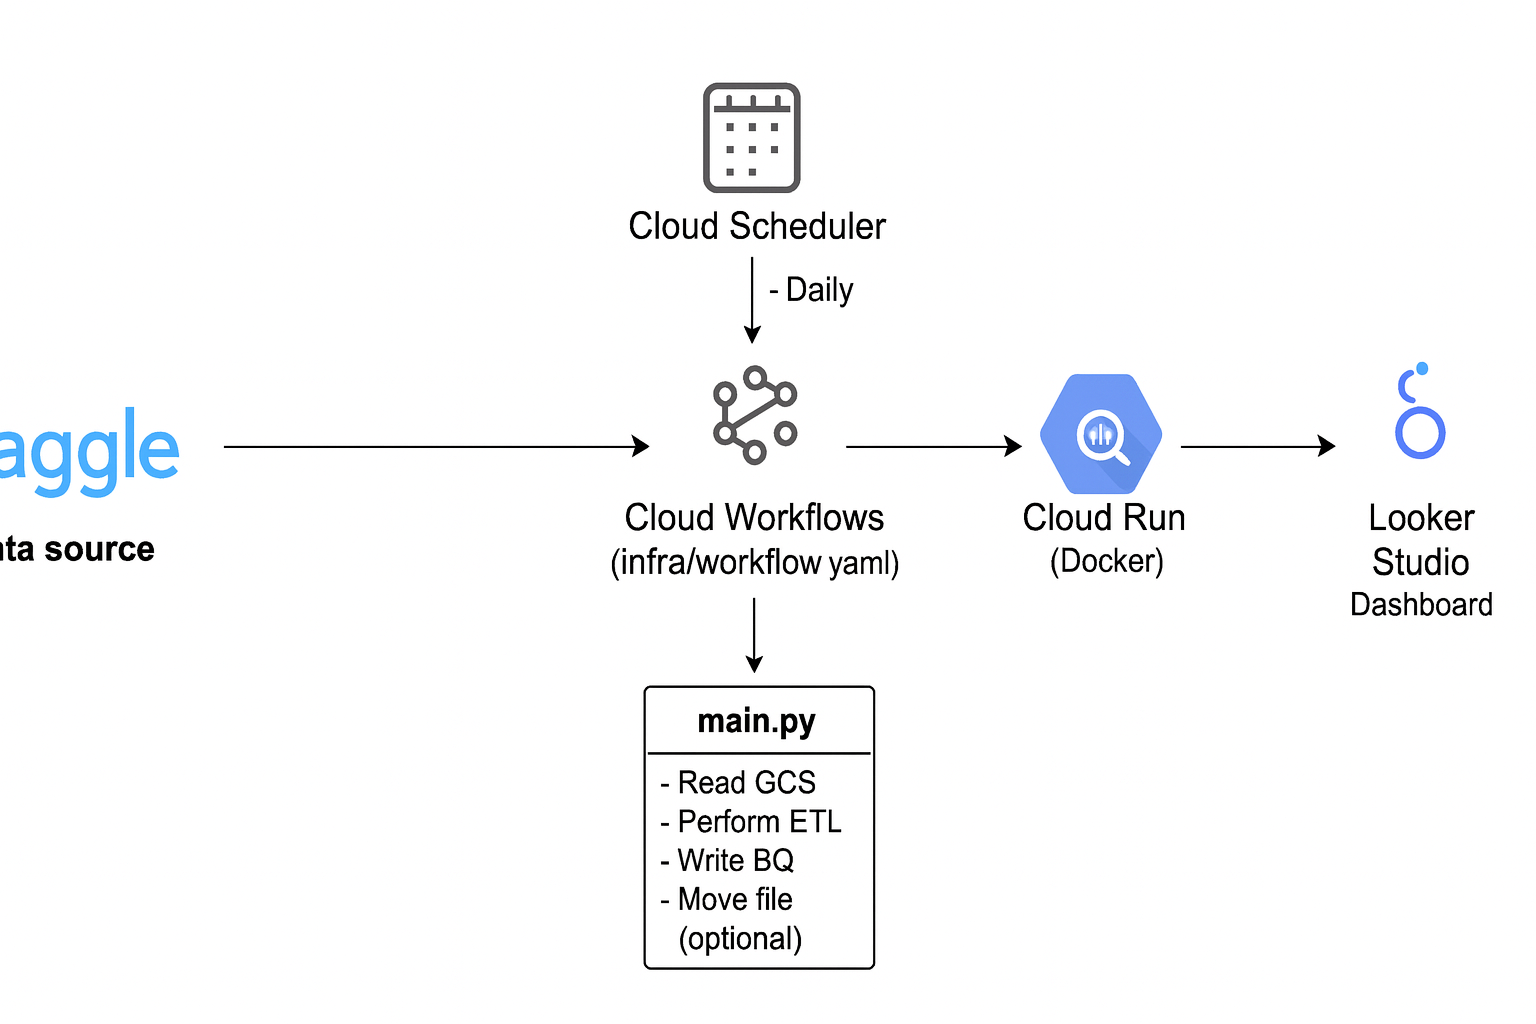 Cloud Scheduler
- Daily
aggle
ta source
Cloud Workflows
(infra/workflow yaml)
Cloud Run
(Docker)
Looker
Studio
Dashboard
main.py
- Read GCS
- Perform ETL
- Write BQ
- Move file
(optional)